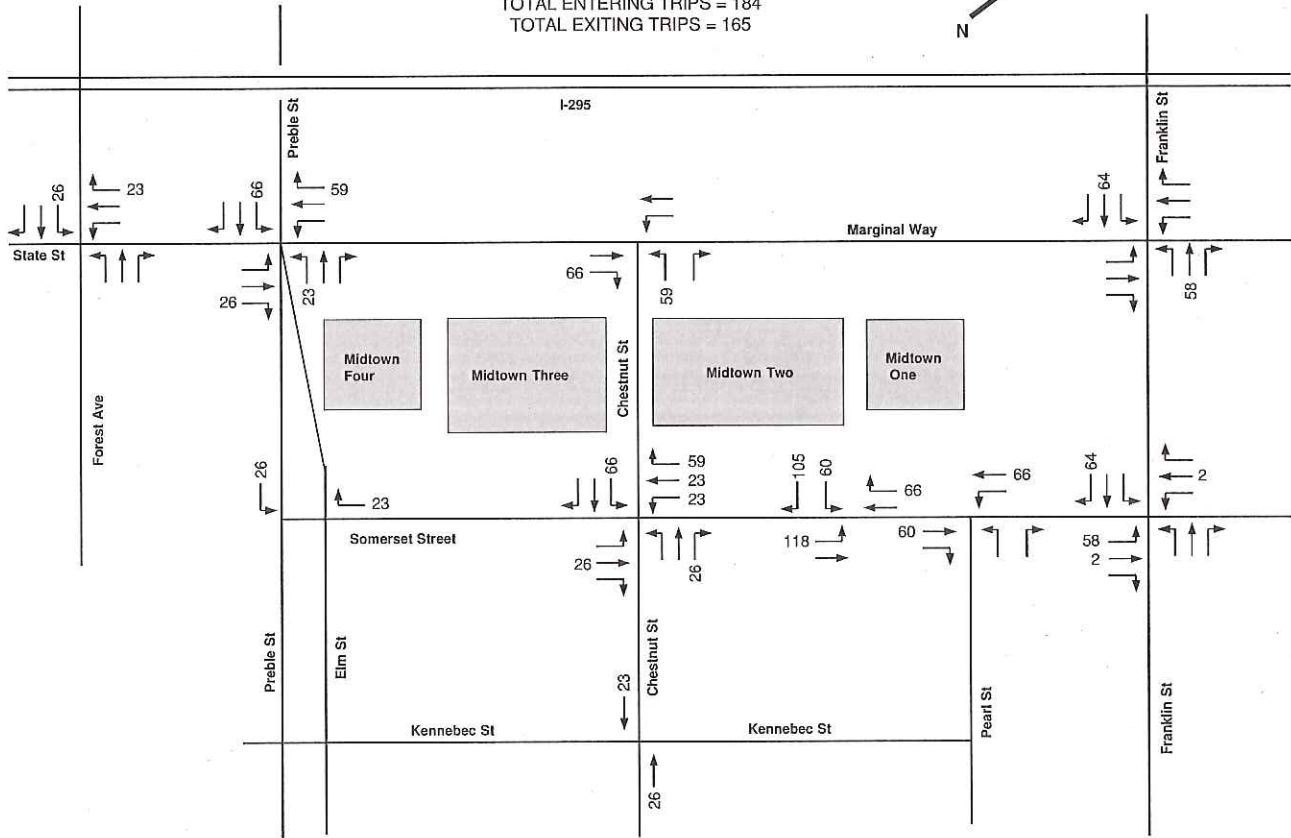 TOTAL ENTERING TRIPS = 184
TOTAL EXITING TRIPS = 165
N
I-295
Preble St
Franklin St
26
23
66
59
64
State St
Marginal Way
26
23
66
59
58
Forest Ave
Midtown
Four
Midtown Three
Chestnut St
Midtown Two
Midtown
One
26
23
66
59
23
23
105
60
66
66
64
2
Somerset Street
26
26
118
60
58
2
Preble St
Elm St
23
Chestnut St
Pearl St
Franklin St
Kennebec St
Kennebec St
26